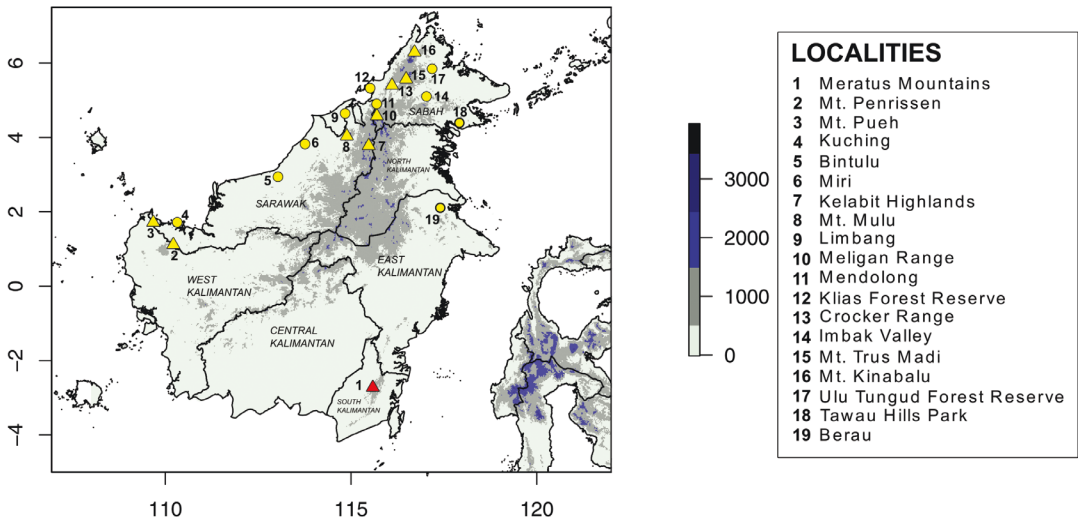 6
4
2
0
−2
−4
110
115
120
16
15
17
12
13
14
11
SABAH
18
9
10
6
8
7
NORTH
KALIMANTAN
5
SARAWAK
4
19
3
2
EAST
KALIMANTAN
WEST
KALIMANTAN
CENTRAL
KALIMANTAN
1
SOUTH
KALIMANTAN
3000
2000
1000
0
LOCALITIES
1 Meratus Mountains
2 Mt. Penrissen
3 Mt. Pueh
4 Kuching
5 Bintulu
6 Miri
7 Kelabit Highlands
8 Mt. Mulu
9 Limbang
10 Meligan Range
11 Mendolong
12 Klias Forest Reserve
13 Crocker Range
14 Imbak Valley
15 Mt. Trus Madi
16 Mt. Kinabalu
17 Ulu Tungud Forest Reserve
18 Tawau Hills Park
19 Berau